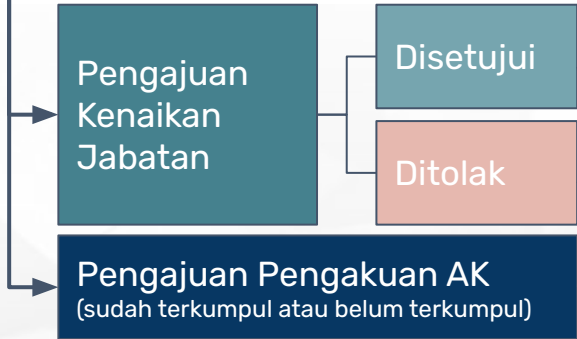 Pengajuan
Kenaikan
Jabatan
Disetujui
Ditolak
Pengajuan Pengakuan AK
(sudah terkumpul atau belum terkumpul)